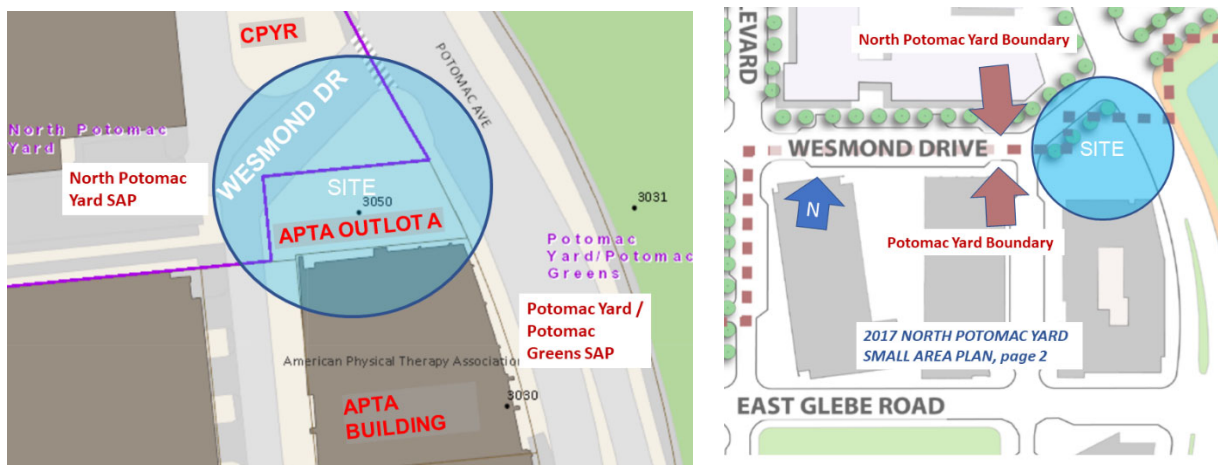 CPYR
WESMOND DR
POTOMAC AVE
North Potomac
Yard
North Potomac
Yard SAP
SITE
3050
APTA OUTLOT A
3031
Potomac
Yard/Potomac
Greens
Potomac Yard /
Potomac
Greens SAP
American Physical Therapy Association
3030
APTA
BUILDING
LEVARD
North Potomac Yard Boundary
WESMOND DRIVE
SITE
N
Potomac Yard Boundary
2017 NORTH POTOMAC YARD
SMALL AREA PLAN, page 2
EAST GLEBE ROAD